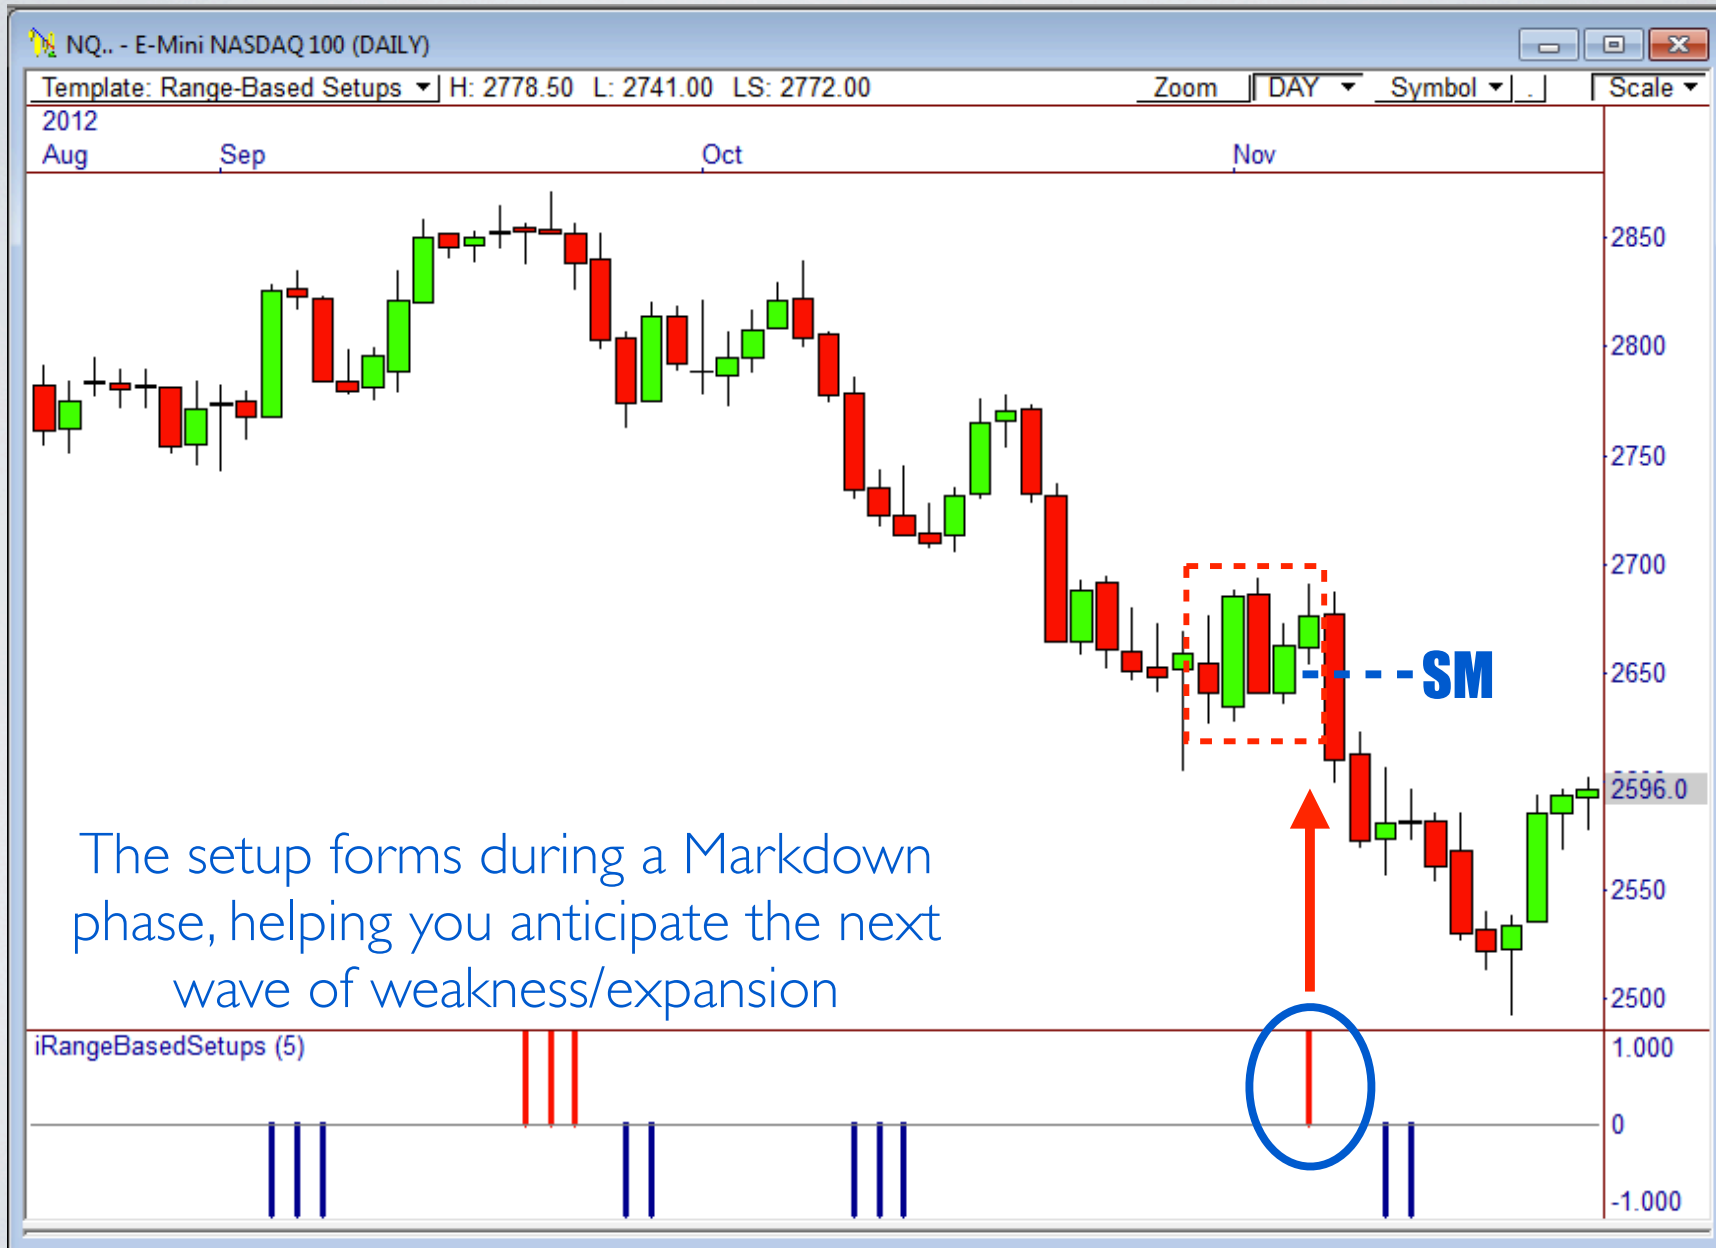 NQ.. - E-Mini NASDAQ 100 (DAILY)
Template: Range-Based Setups H: 2778.50 L: 2741.00 LS: 2772.00 Zoom DAY Symbol . Scale
2012
Aug Sep Oct Nov
2850
2800
2750
2700
2650
SM
2596.0
The setup forms during a Markdown
phase, helping you anticipate the next
wave of weakness/expansion
2550
2500
iRangeBasedSetups (5)
1.000
0
-1.000